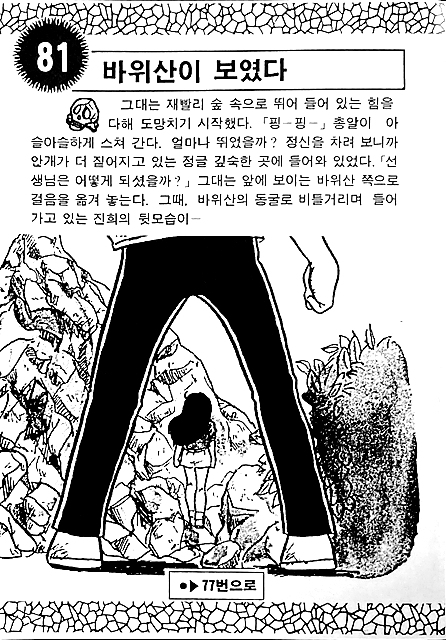 81
바위산이 보였다
그대는 재빨리 숲 속으로 뛰어 들어 있는 힘을
다해 도망치기 시작했다. 「핑―핑―」 총알이 아
슬아슬하게 스쳐 간다. 얼마나 뛰었을까? 정신을 차려 보니까
안개가 더 짙어지고 있는 정글 깊숙한 곳에 들어와 있었다. 「선
생님은 어떻게 되셨을까?」 그대는 앞에 보이는 바위산 쪽으로
걸음을 옮겨 놓는다. 그때, 바위산의 동굴로 비틀거리며 들어
가고 있는 진희의 뒷모습이―
●▶77번으로